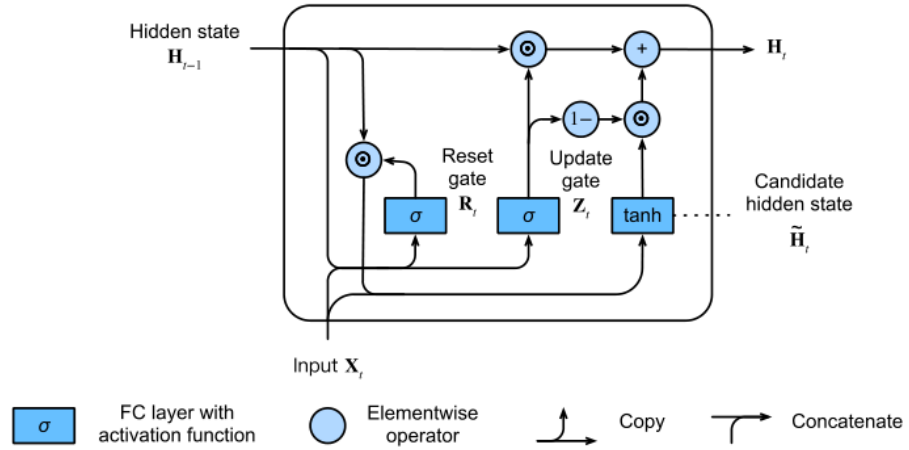 Hidden state
H_{t−1}
H_t
+
1−
Reset
gate
R_t
Update
gate
Z_t
Candidate
hidden state
H̃_t
σ
σ
tanh
Input X_t
σ
FC layer with
activation function
Elementwise
operator
Copy
Concatenate